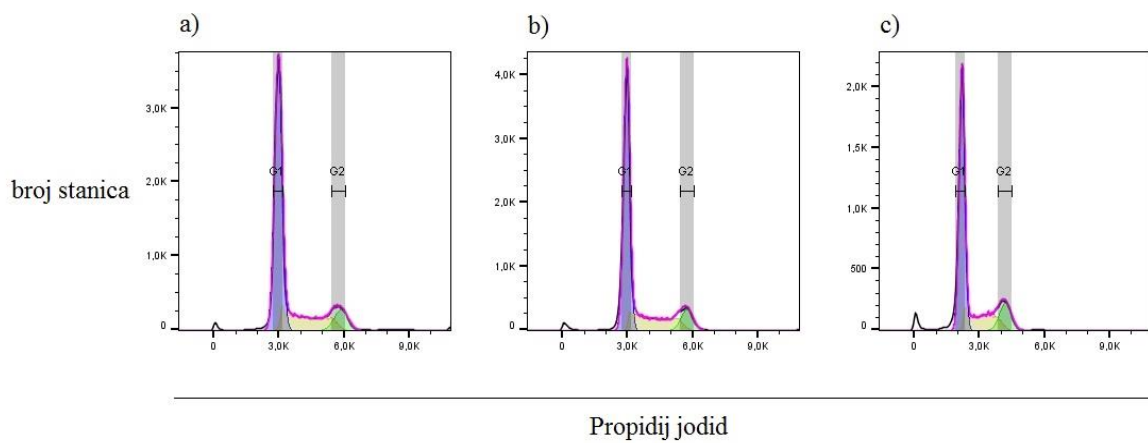 a)
b)
c)
3,0K
2,0K
1,0K
0
G1
G2
0
3,0K
6,0K
9,0K
4,0K
3,0K
2,0K
1,0K
0
G1
G2
0
3,0K
6,0K
9,0K
2,0K
1,5K
1,0K
500
0
G1
G2
0
3,0K
6,0K
9,0K
broj stanica
Propidij jodid